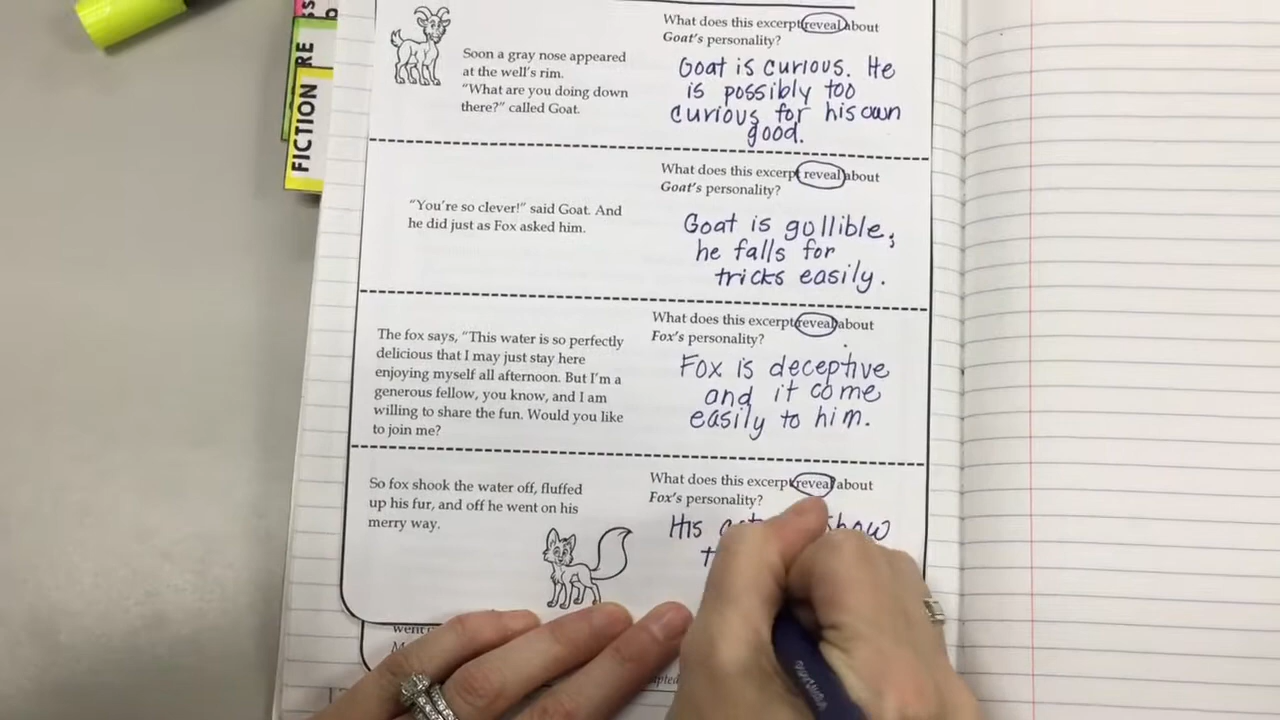 FICTION
RE
Soon a gray nose appeared
at the well's rim.
"What are you doing down
there?" called Goat.
What does this excerpt reveal about
Goat's personality?
Goat is curious. He
is possibly too
curious for his own
good.
"You're so clever!" said Goat. And
he did just as Fox asked him.
What does this excerpt reveal about
Goat's personality?
Goat is gullible;
he falls for
tricks easily.
The fox says, "This water is so perfectly
delicious that I may just stay here
enjoying myself all afternoon. But I'm a
generous fellow, you know, and I am
willing to share the fun. Would you like
to join me?
What does this excerpt reveal about
Fox's personality?
Fox is deceptive
and it come
easily to him.
So fox shook the water off, fluffed
up his fur, and off he went on his
merry way.
What does this excerpt reveal about
Fox's personality?
His show
went